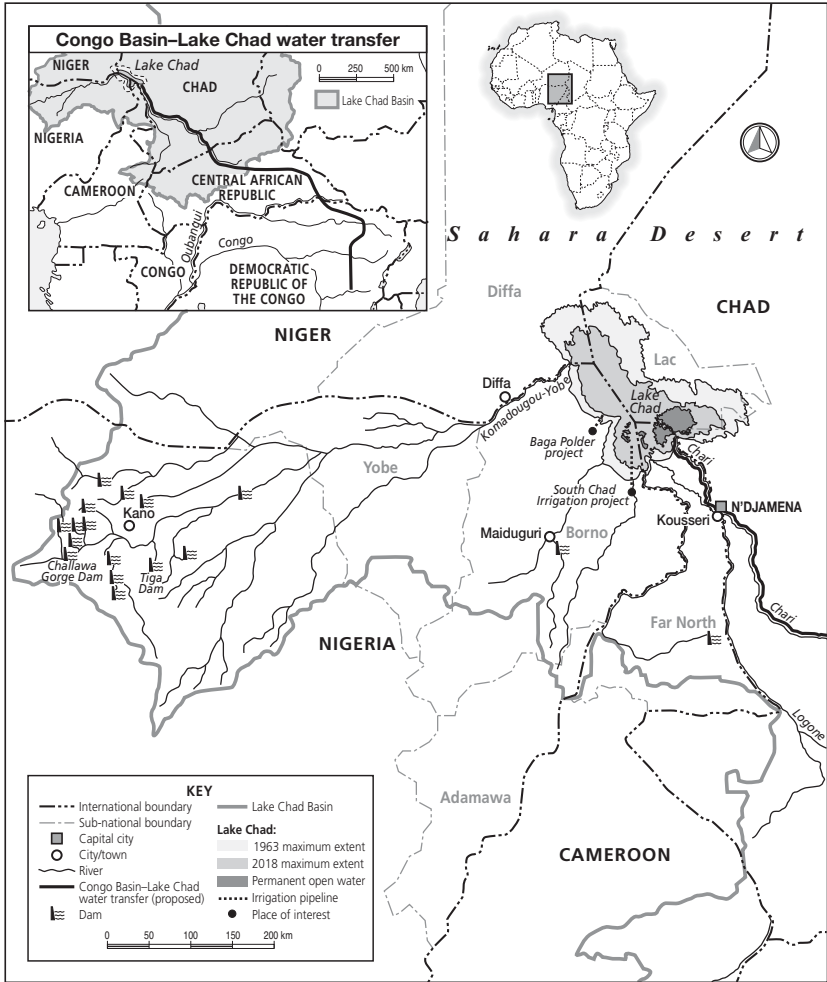 Congo Basin–Lake Chad water transfer
NIGER
Lake Chad
CHAD
0 250 500 km
Lake Chad Basin
NIGERIA
CAMEROON
CENTRAL AFRICAN
REPUBLIC
Oubangui
Congo
CONGO
DEMOCRATIC
REPUBLIC OF
THE CONGO
Sahara Desert
Diffa
CHAD
NIGER
Lac
Diffa
Komadougou-Yobe
Lake
Chad
Baga Polder
project
Chari
Yobe
South Chad
Irrigation project
N'DJAMENA
Kousseri
Kano
Maiduguri
Borno
Challawa
Gorge Dam
Tiga
Dam
Chari
Far North
NIGERIA
Logone
Adamawa
CAMEROON
KEY
International boundary
Sub-national boundary
Capital city
City/town
River
Congo Basin–Lake Chad
water transfer (proposed)
Dam
Lake Chad Basin
Lake Chad:
1963 maximum extent
2018 maximum extent
Permanent open water
Irrigation pipeline
Place of interest
0 50 100 150 200 km